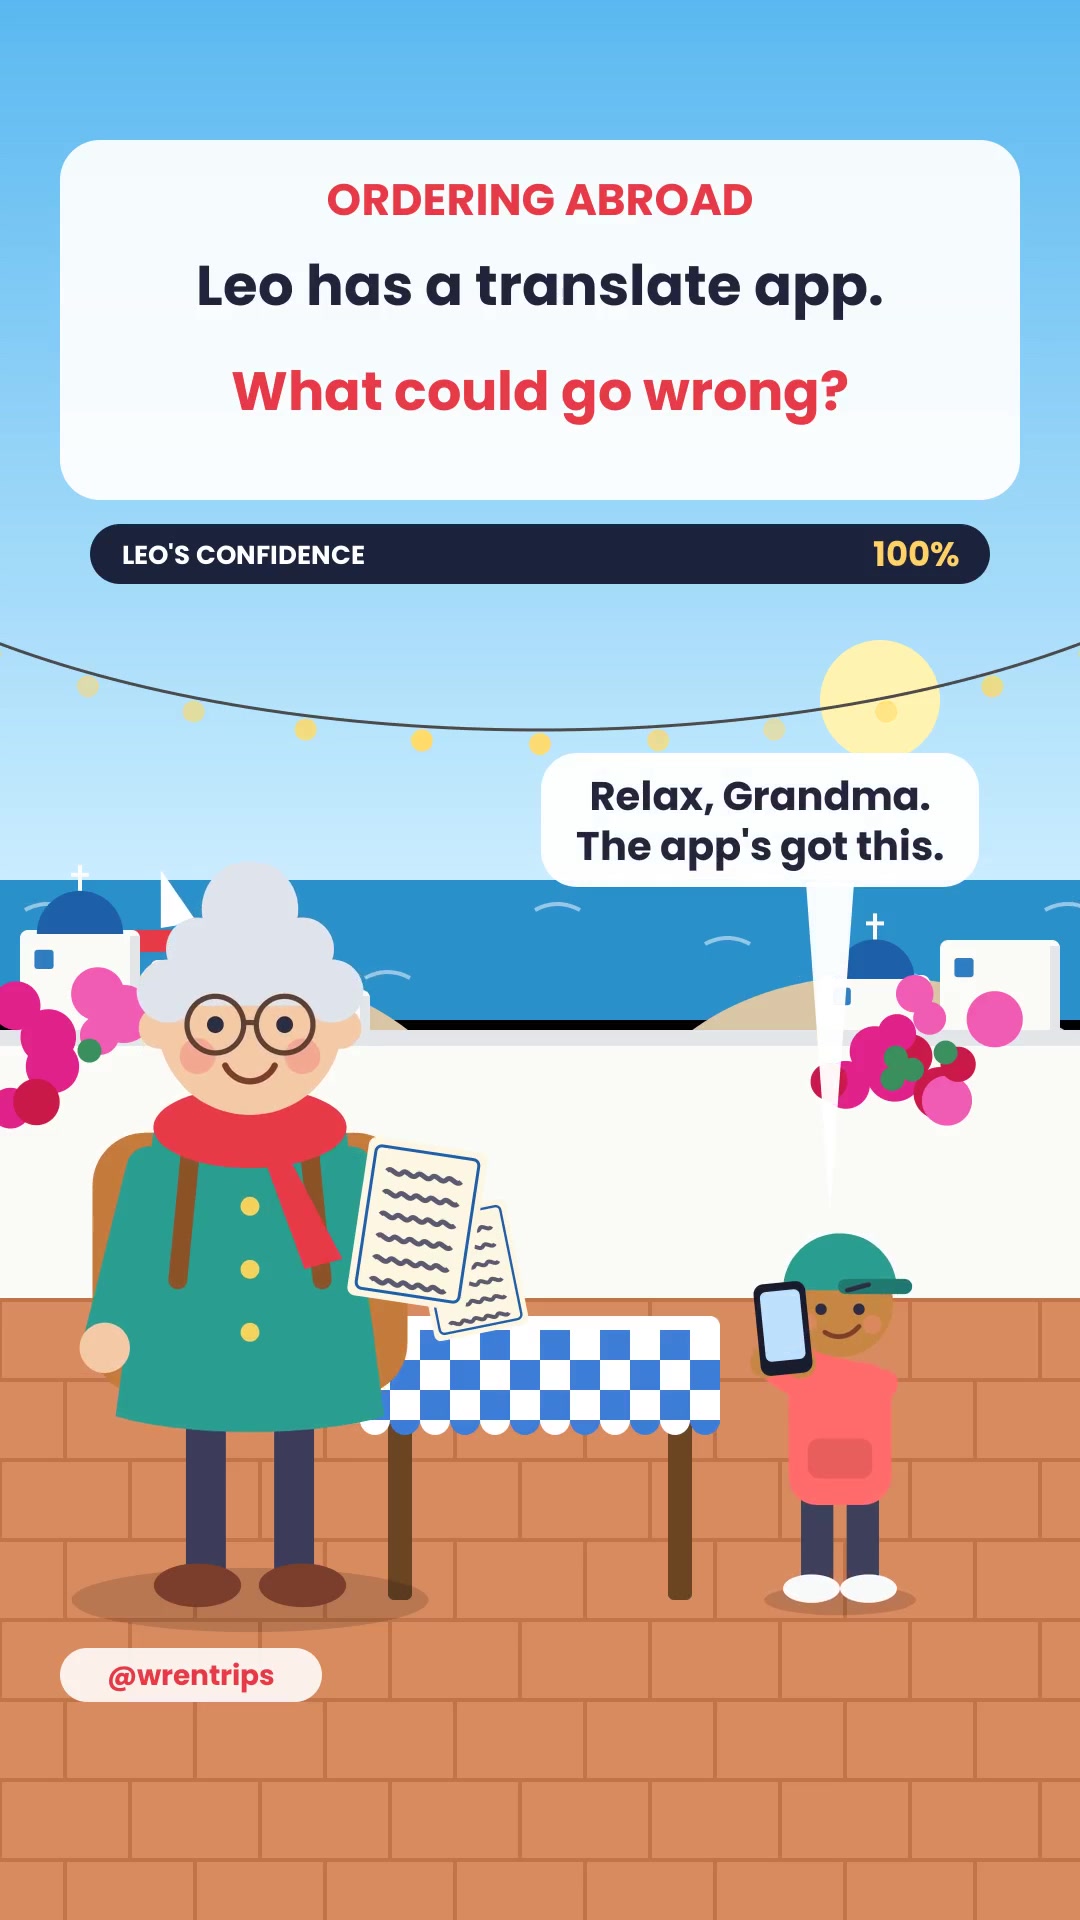 ORDERING ABROAD
Leo has a translate app.
What could go wrong?
LEO'S CONFIDENCE 100%
Relax, Grandma.
The app's got this.
@wrentrips